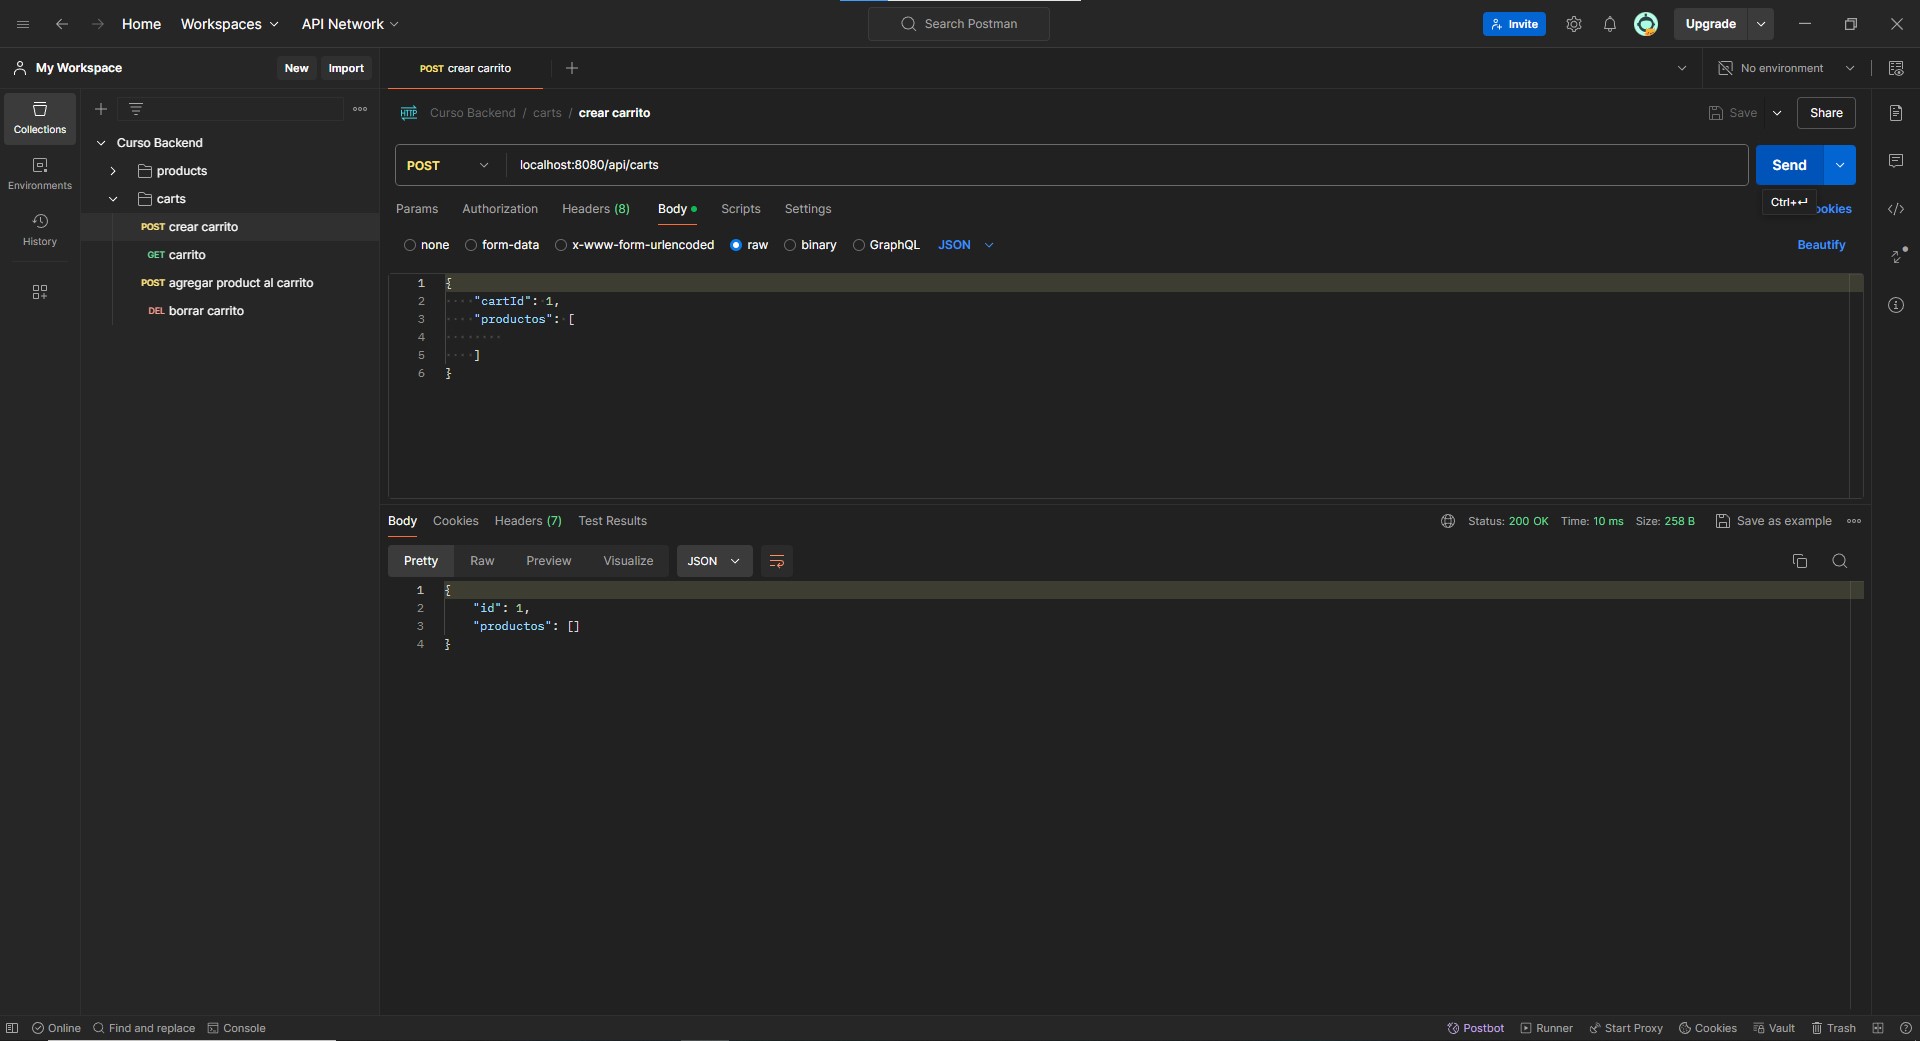 Home Workspaces API Network Search Postman Invite Upgrade
My Workspace New Import POST crear carrito No environment
Collections
Environments
History
Curso Backend
products
carts
POST crear carrito
GET carrito
POST agregar product al carrito
DEL borrar carrito
HTTP Curso Backend / carts / crear carrito Save Share
POST localhost:8080/api/carts Send
Ctrl+↵
Params Authorization Headers (8) Body Scripts Settings ookies
none form-data x-www-form-urlencoded raw binary GraphQL JSON Beautify
1 {
2 ····"cartId":·1,
3 ····"productos":·[
4 ········
5 ····]
6 }
Body Cookies Headers (7) Test Results Status: 200 OK Time: 10 ms Size: 258 B Save as example
Pretty Raw Preview Visualize JSON
1 {
2 "id": 1,
3 "productos": []
4 }
Online Find and replace Console Postbot Runner Start Proxy Cookies Vault Trash